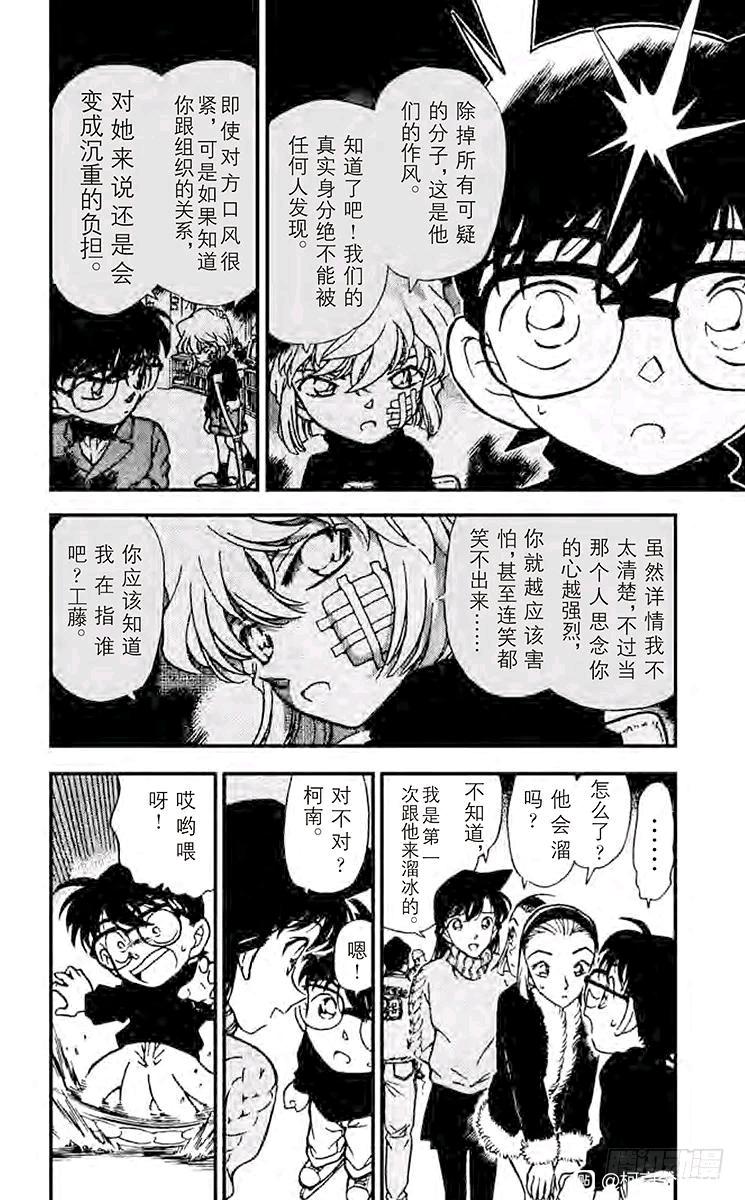 除掉所有可疑
的分子，这是他
们的作风。
知道了吧！我们的
真实身分绝不能被
任何人发现。
即使对方口风很
紧，可是如果知道
你跟组织的关系，
对她来说还是会
变成沉重的负担。
虽然详情我不
太清楚，不过当
那个人思念你
的心越强烈，
你就越应该害
怕，甚至连笑都
笑不出来……
你应该知道
我在指谁
吧？工藤。
……
怎么了？
他会溜
吗？
不知道，
我是第一
次跟他来溜冰的。
对不对？
柯南。
嗯！
哎哟喂
呀！